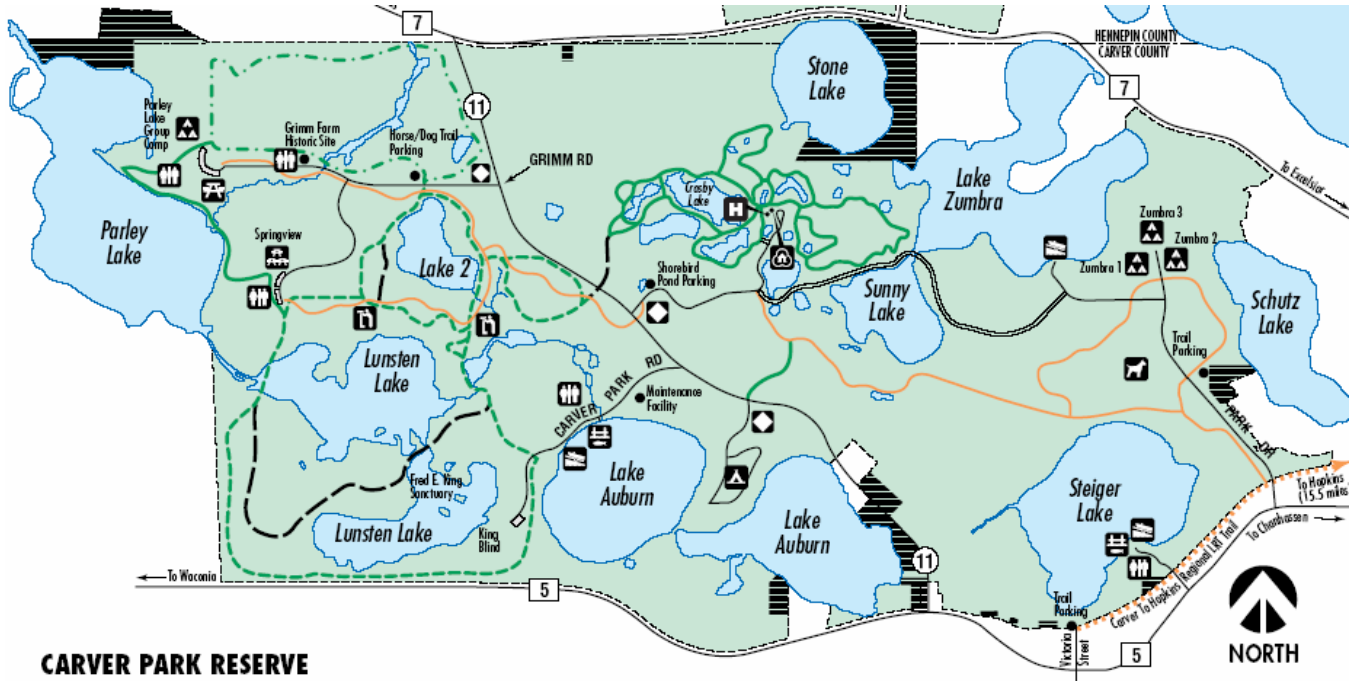 7
HENNEPIN COUNTY
CARVER COUNTY
Stone
Lake
7
Parley
Lake
Group
Camp
Grimm Farm
Historic Site
Horse/Dog Trail
Parking
11
GRIMM RD
To Excelsior
Crosby
Lake
H
Lake
Zumbra
Zumbra 3
Zumbra 2
Zumbra 1
Parley
Lake
Springview
Lake 2
Shorebird
Pond Parking
Sunny
Lake
Schutz
Lake
Trail
Parking
Lunsten
Lake
CARVER PARK RD
Maintenance
Facility
PARK DR
Fred E. King
Sanctuary
Lake
Auburn
Lunsten Lake
King
Blind
Lake
Auburn
Steiger
Lake
To Hopkins
(15.5 miles)
To Chanhassen
Carver To Hopkins Regional LRT Trail
To Waconia
5
11
Trail
Parking
Victoria
Street
5
NORTH
CARVER PARK RESERVE